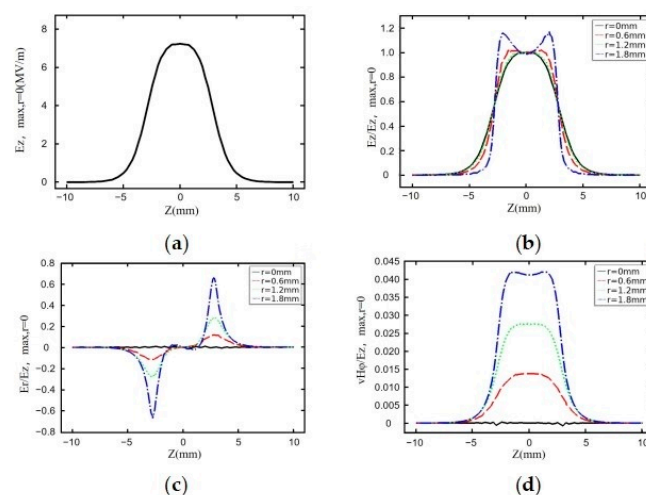 8
6
4
2
0
−10
−5
0
5
10
Ez, max,r=0(MV/m)
Z(mm)
(a)
r=0mm
r=0.6mm
r=1.2mm
r=1.8mm
1.2
1.0
0.8
0.6
0.4
0.2
0
−10
−5
0
5
10
Ez/Ez, max,r=0
Z(mm)
(b)
r=0mm
r=0.6mm
r=1.2mm
r=1.8mm
0.8
0.6
0.4
0.2
0
−0.2
−0.4
−0.6
−0.8
−10
−5
0
5
10
Er/Ez, max,r=0
Z(mm)
(c)
r=0mm
r=0.6mm
r=1.2mm
r=1.8mm
0.045
0.040
0.035
0.030
0.025
0.020
0.015
0.010
0.005
0
−10
−5
0
5
10
vHφ/Ez, max,r=0
Z(mm)
(d)